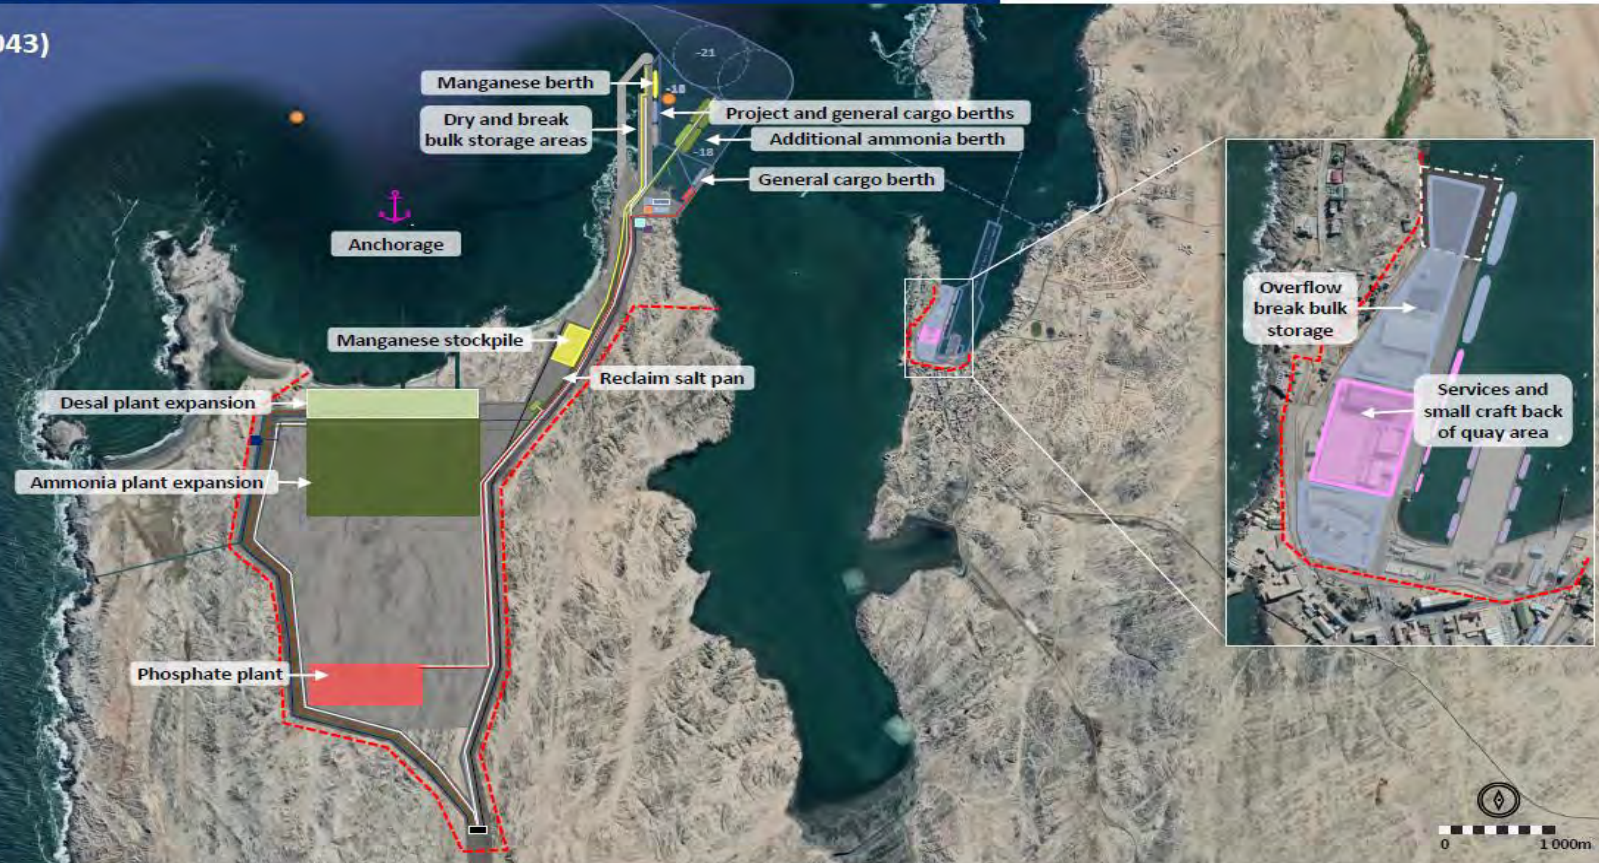 043)
-21
Manganese berth
-18
Dry and break
bulk storage areas
Project and general cargo berths
Additional ammonia berth
-18
General cargo berth
Anchorage
Manganese stockpile
Reclaim salt pan
Desal plant expansion
Ammonia plant expansion
Phosphate plant
Overflow
break bulk
storage
Services and
small craft back
of quay area
0 1 000m